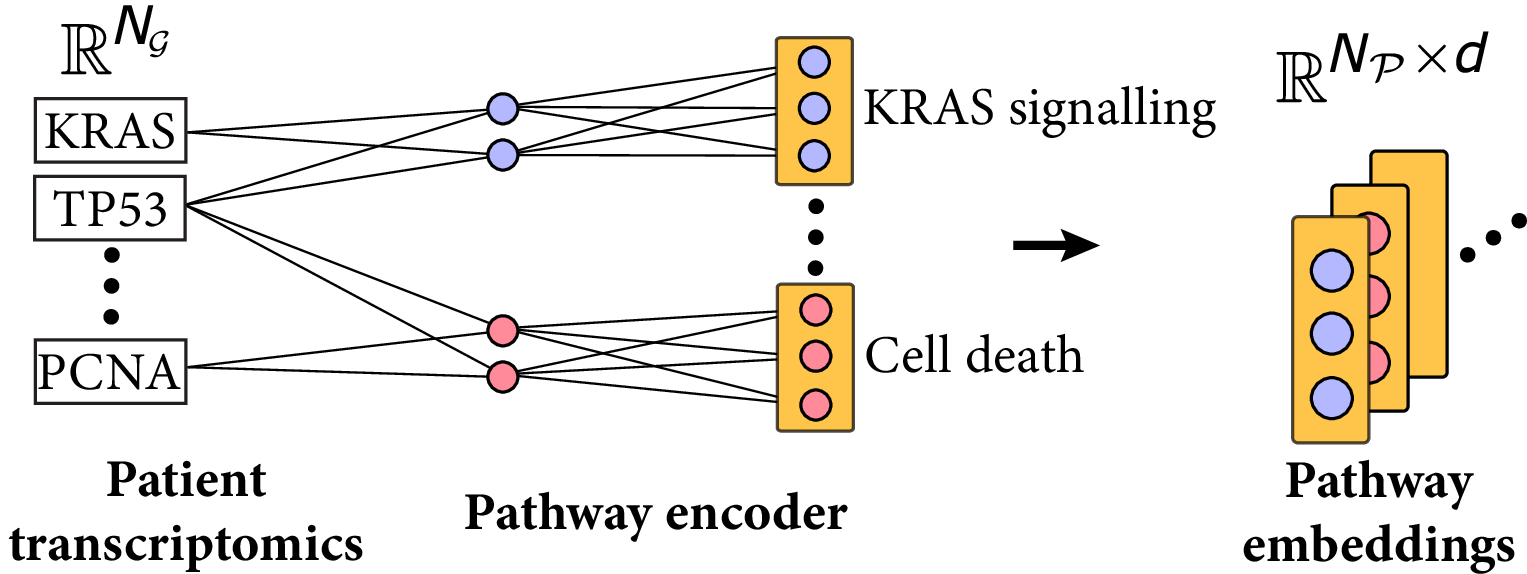 ℝ^N_𝒢
KRAS
TP53
PCNA
Patient
transcriptomics
KRAS signalling
Cell death
Pathway encoder
ℝ^N_𝒫×d
Pathway
embeddings